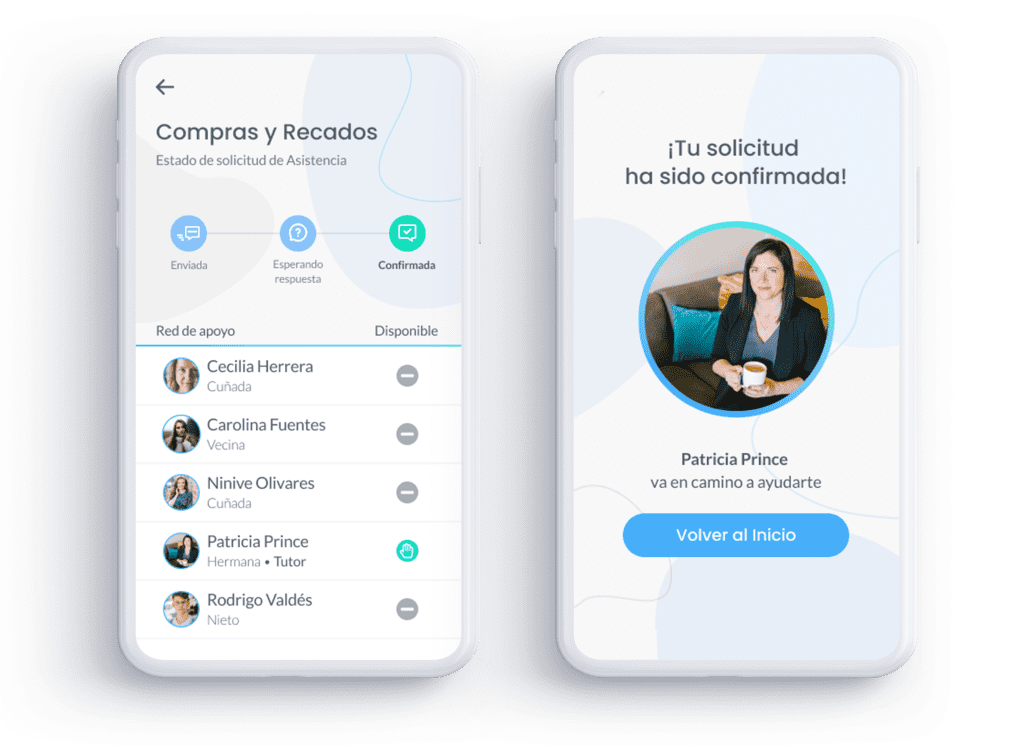 Compras y Recados
Estado de solicitud de Asistencia
Enviada
Esperando
respuesta
Confirmada
Red de apoyo
Disponible
Cecilia Herrera
Cuñada
Carolina Fuentes
Vecina
Ninive Olivares
Cuñada
Patricia Prince
Hermana • Tutor
Rodrigo Valdés
Nieto
¡Tu solicitud
ha sido confirmada!
Patricia Prince
va en camino a ayudarte
Volver al Inicio